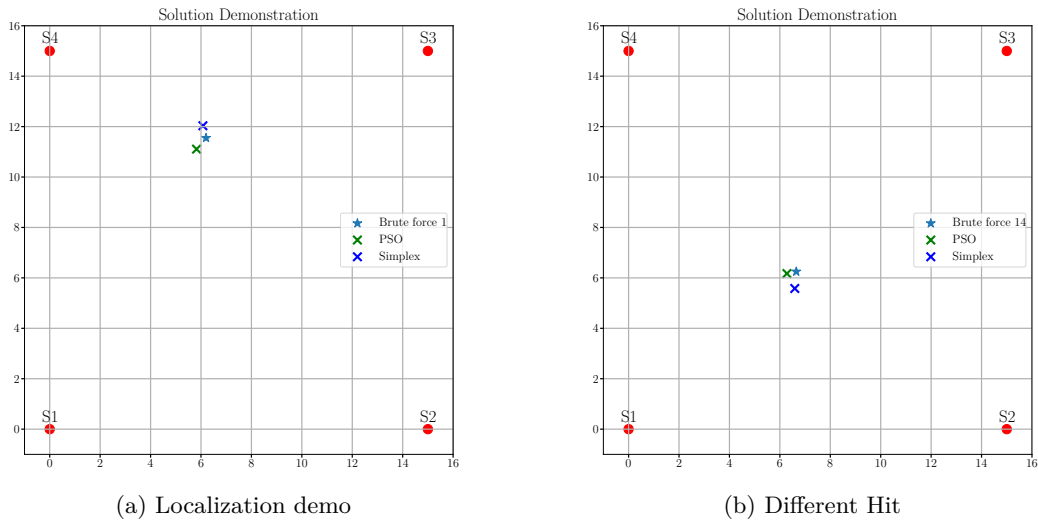 Solution Demonstration
16
S4
S3
14
12
10
8
Brute force 1
PSO
Simplex
6
4
2
S1
S2
0
0 2 4 6 8 10 12 14 16
(a) Localization demo
Solution Demonstration
16
S4
S3
14
12
10
8
Brute force 14
PSO
Simplex
6
4
2
S1
S2
0
0 2 4 6 8 10 12 14 16
(b) Different Hit